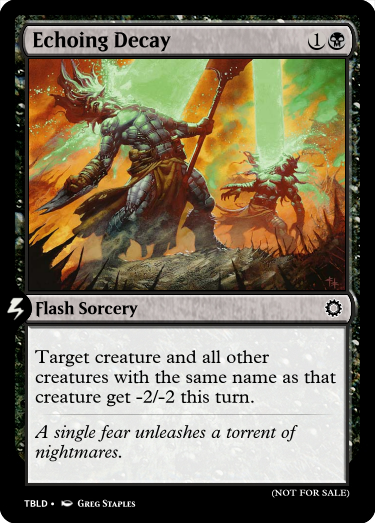 Echoing Decay 1
Flash Sorcery
Target creature and all other
creatures with the same name as that
creature get -2/-2 this turn.
A single fear unleashes a torrent of
nightmares.
(NOT FOR SALE)
TBLD • Greg Staples